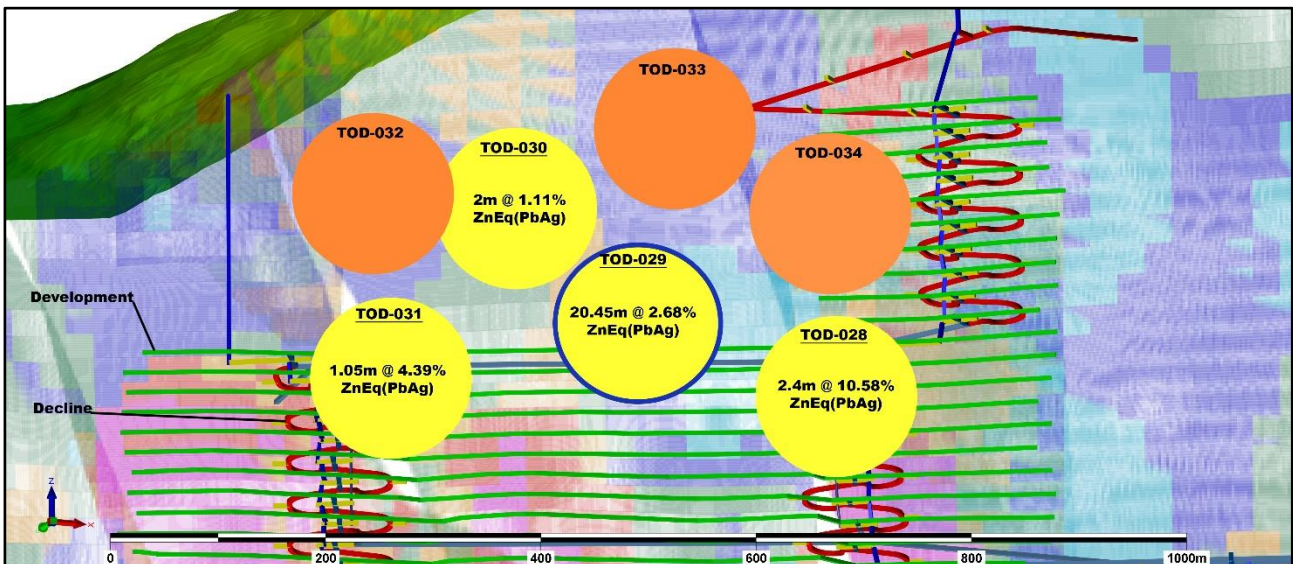 TOD-033
TOD-032
TOD-030
2m @ 1.11%
ZnEq(PbAg)
TOD-034
TOD-029
20.45m @ 2.68%
ZnEq(PbAg)
Development
TOD-031
1.05m @ 4.39%
ZnEq(PbAg)
TOD-028
2.4m @ 10.58%
ZnEq(PbAg)
Decline
Z
X
0
200
400
600
800
1000m